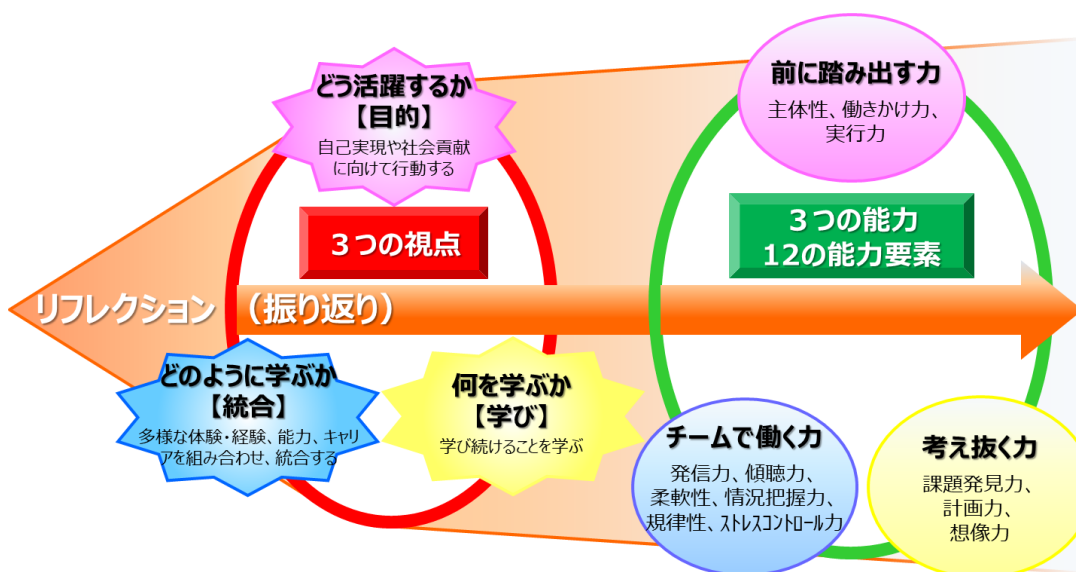 どう活躍するか
【目的】
自己実現や社会貢献
に向けて行動する
3つの視点
リフレクション（振り返り）
どのように学ぶか
【統合】
多様な体験・経験、能力、キャリ
アを組み合わせ、統合する
何を学ぶか
【学び】
学び続けることを学ぶ
前に踏み出す力
主体性、働きかけ力、
実行力
3つの能力
12の能力要素
チームで働く力
発信力、傾聴力、
柔軟性、情況把握力、
規律性、ｽﾄﾚｽｺﾝﾄﾛｰﾙ力
考え抜く力
課題発見力、
計画力、
想像力